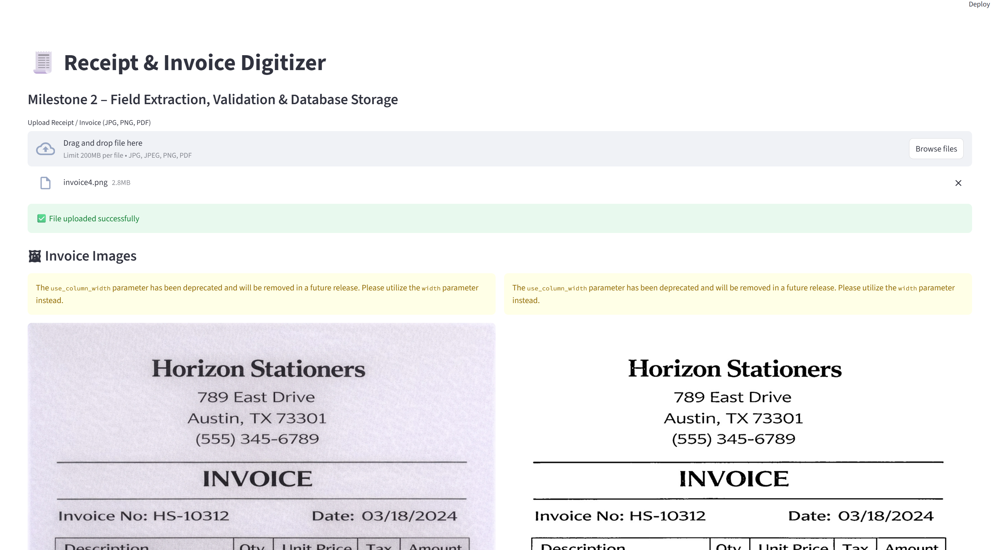 Deploy
Receipt & Invoice Digitizer
Milestone 2 – Field Extraction, Validation & Database Storage
Upload Receipt / Invoice (JPG, PNG, PDF)
Drag and drop file here
Limit 200MB per file • JPG, JPEG, PNG, PDF
Browse files
invoice4.png 2.8MB
File uploaded successfully
Invoice Images
The use_column_width parameter has been deprecated and will be removed in a future release. Please utilize the width parameter
instead.
The use_column_width parameter has been deprecated and will be removed in a future release. Please utilize the width parameter
instead.
Horizon Stationers
789 East Drive
Austin, TX 73301
(555) 345-6789
INVOICE
Invoice No: HS-10312 Date: 03/18/2024
Description Qty Unit Price Tax Amount
Horizon Stationers
789 East Drive
Austin, TX 73301
(555) 345-6789
INVOICE
Invoice No: HS-10312 Date: 03/18/2024
Description Qty Unit Price Tax Amount